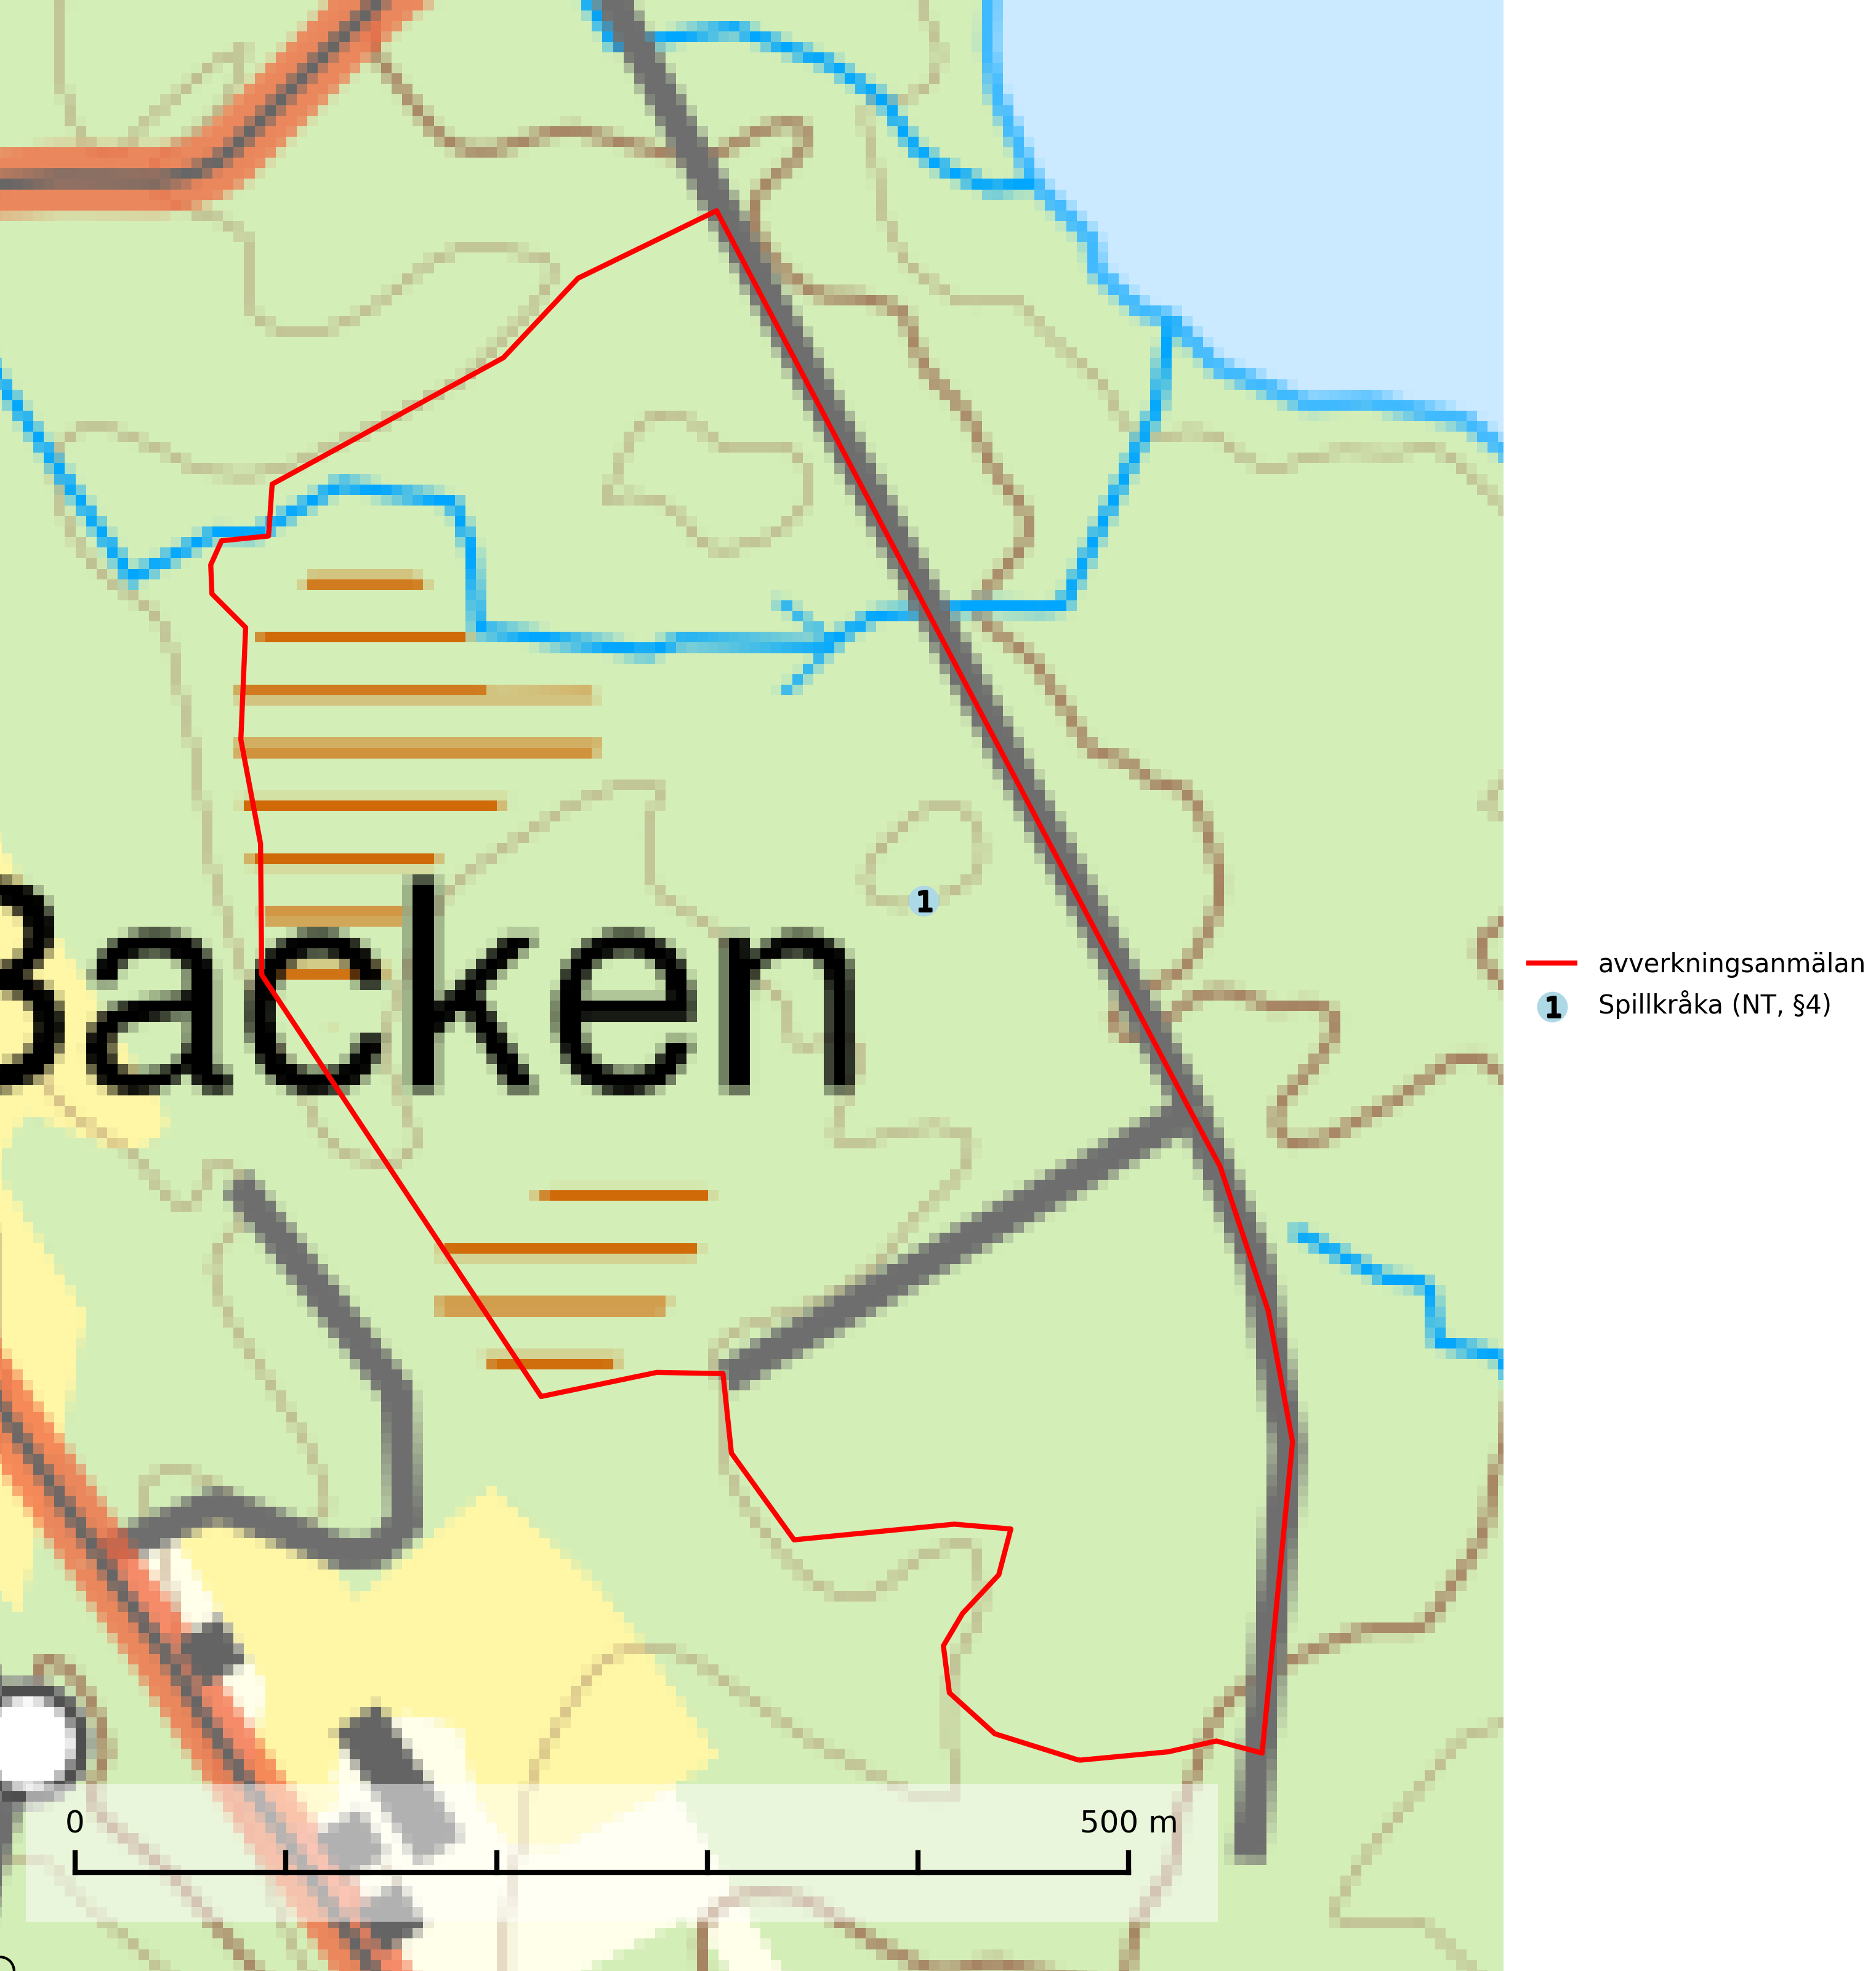 1
Backen
avverkningsanmälan
1 Spillkråka (NT, §4)
0 500 m